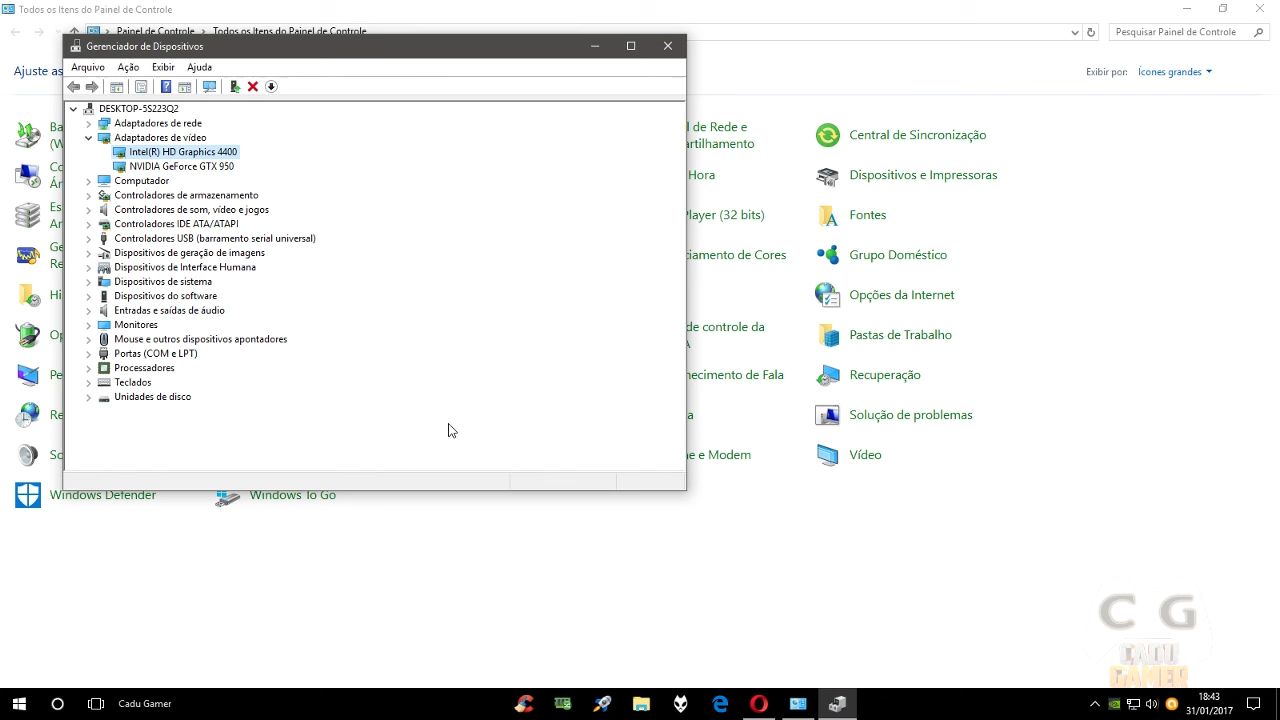 Todos os Itens do Painel de Controle
Painel de Controle
Todos os Itens do Painel de Controle
Pesquisar Painel de Controle
Ajuste as
Exibir por: Ícones grandes
Gerenciador de Dispositivos
Arquivo Ação Exibir Ajuda
DESKTOP-5S223Q2
Adaptadores de rede
Adaptadores de vídeo
Intel(R) HD Graphics 4400
NVIDIA GeForce GTX 950
Computador
Controladores de armazenamento
Controladores de som, vídeo e jogos
Controladores IDE ATA/ATAPI
Controladores USB (barramento serial universal)
Dispositivos de geração de imagens
Dispositivos de Interface Humana
Dispositivos de sistema
Dispositivos do software
Entradas e saídas de áudio
Monitores
Mouse e outros dispositivos apontadores
Portas (COM e LPT)
Processadores
Teclados
Unidades de disco
l de Rede e
artilhamento
Hora
Player (32 bits)
ciamento de Cores
de controle da
hecimento de Fala
e e Modem
Central de Sincronização
Dispositivos e Impressoras
Fontes
Grupo Doméstico
Opções da Internet
Pastas de Trabalho
Recuperação
Solução de problemas
Vídeo
Windows Defender
Windows To Go
C G
CADU
GAMER
Cadu Gamer
18:43
31/01/2017